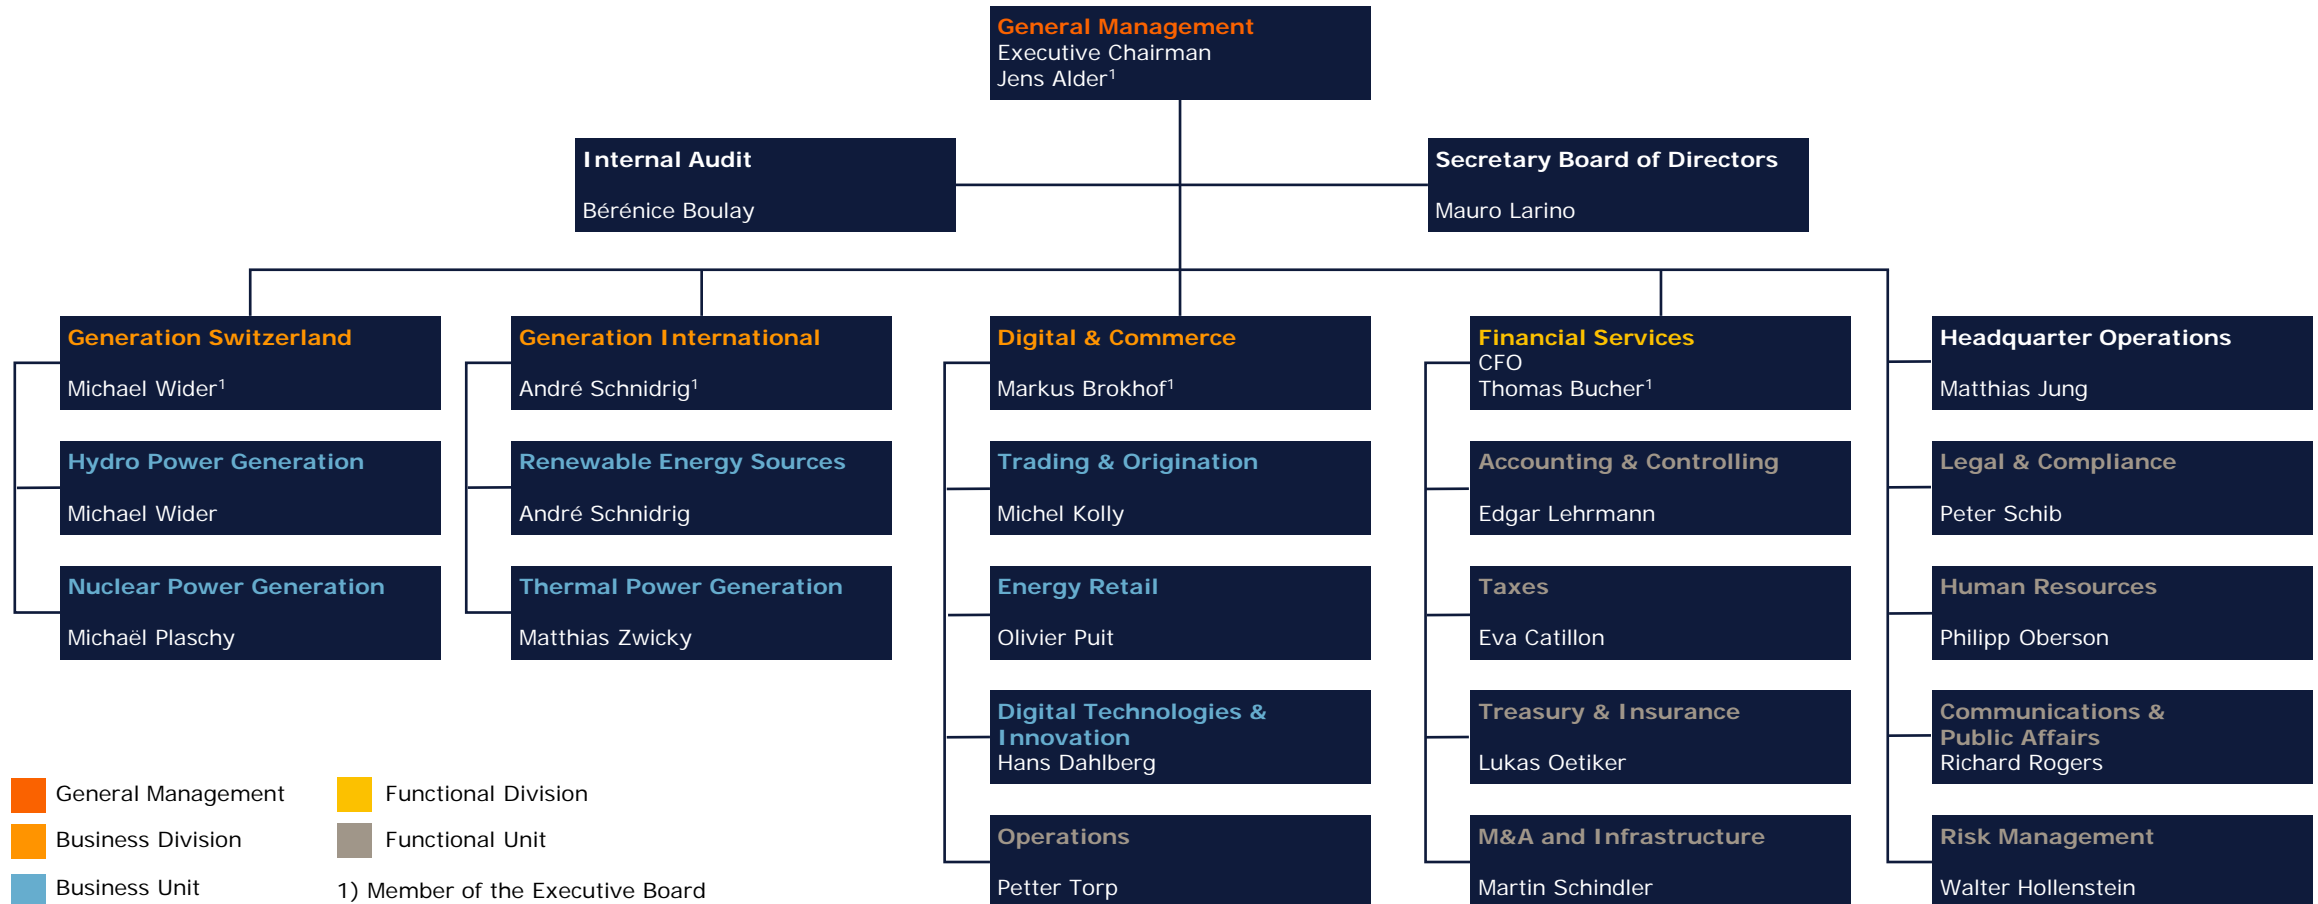 General Management
Executive Chairman
Jens Alder¹
Internal Audit
Bérénice Boulay
Secretary Board of Directors
Mauro Larino
Generation Switzerland
Michael Wider¹
Hydro Power Generation
Michael Wider
Nuclear Power Generation
Michaël Plaschy
Generation International
André Schnidrig¹
Renewable Energy Sources
André Schnidrig
Thermal Power Generation
Matthias Zwicky
Digital & Commerce
Markus Brokhof¹
Trading & Origination
Michel Kolly
Energy Retail
Olivier Puit
Digital Technologies &
Innovation
Hans Dahlberg
Operations
Petter Torp
Financial Services
CFO
Thomas Bucher¹
Accounting & Controlling
Edgar Lehrmann
Taxes
Eva Catillon
Treasury & Insurance
Lukas Oetiker
M&A and Infrastructure
Martin Schindler
Headquarter Operations
Matthias Jung
Legal & Compliance
Peter Schib
Human Resources
Philipp Oberson
Communications &
Public Affairs
Richard Rogers
Risk Management
Walter Hollenstein
General Management
Business Division
Business Unit
Functional Division
Functional Unit
1) Member of the Executive Board